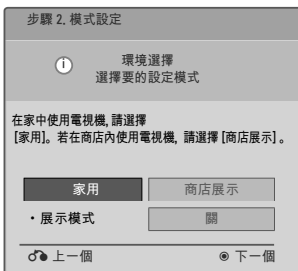 步驟 2. 模式設定
環境選擇
選擇要的設定模式
在家中使用電視機, 請選擇
[家用]。若在商店內使用電視機, 請選擇 [商店展示] 。
家用
商店展示
・展示模式
關
上一個
◉ 下一個